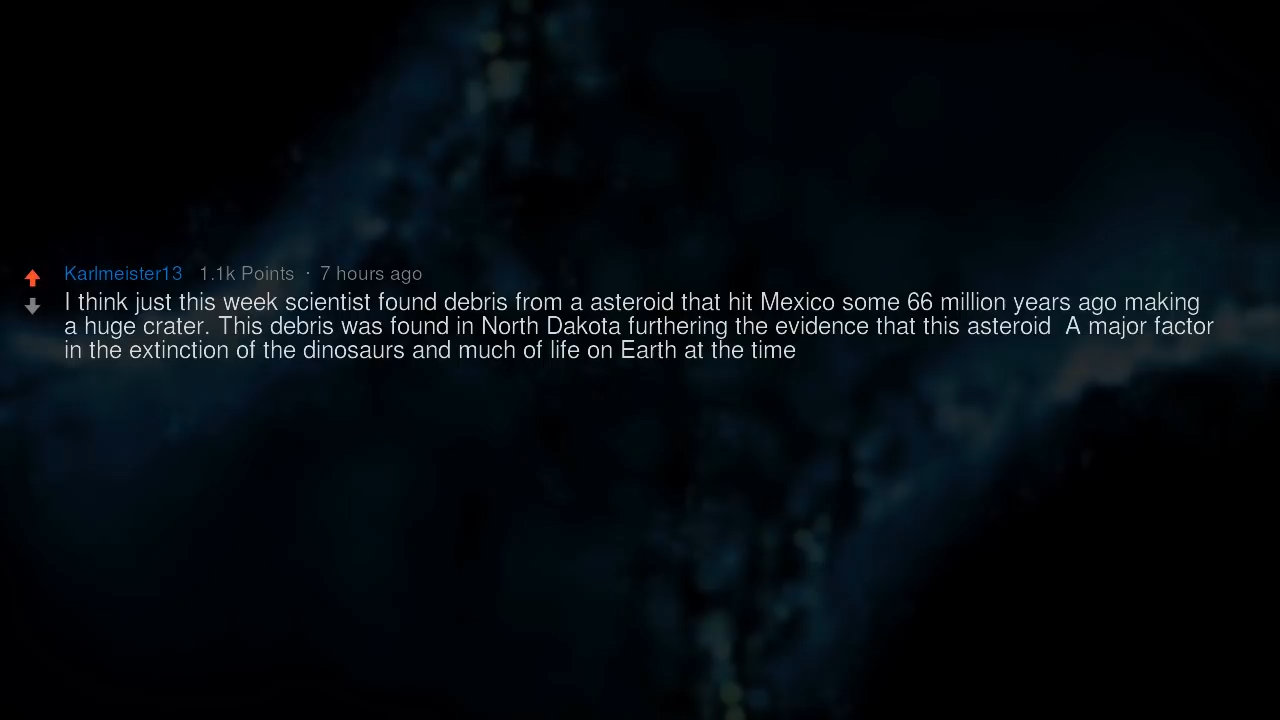 Karlmeister13 1.1k Points · 7 hours ago
I think just this week scientist found debris from a asteroid that hit Mexico some 66 million years ago making
a huge crater. This debris was found in North Dakota furthering the evidence that this asteroid  A major factor
in the extinction of the dinosaurs and much of life on Earth at the time